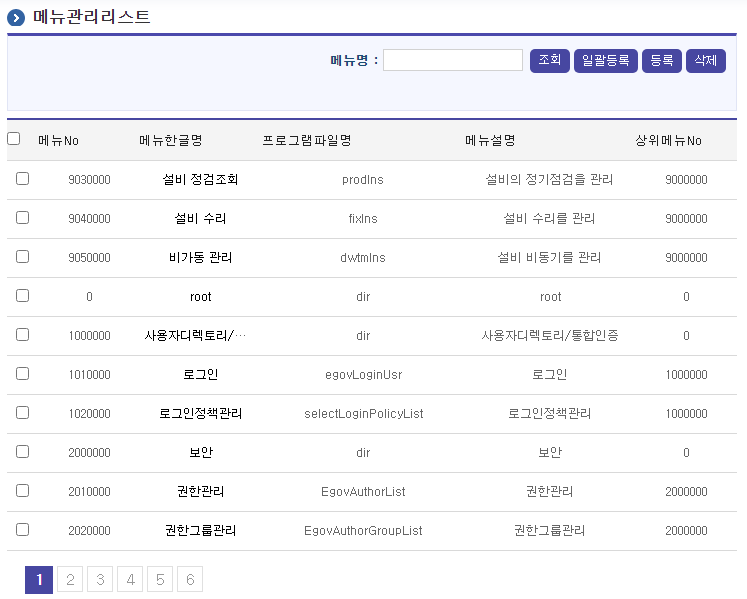 메뉴관리리스트
메뉴명 : 조회 일괄등록 등록 삭제
메뉴No 메뉴한글명 프로그램파일명 메뉴설명 상위메뉴No
9030000 설비 정검조회 prodIns 설비의 정기점검을 관리 9000000
9040000 설비 수리 fixIns 설비 수리를 관리 9000000
9050000 비가동 관리 dwtmIns 설비 비동기를 관리 9000000
0 root dir root 0
1000000 사용자디렉토리/… dir 사용자디렉토리/통합인증 0
1010000 로그인 egovLoginUsr 로그인 1000000
1020000 로그인정책관리 selectLoginPolicyList 로그인정책관리 1000000
2000000 보안 dir 보안 0
2010000 권한관리 EgovAuthorList 권한관리 2000000
2020000 권한그룹관리 EgovAuthorGroupList 권한그룹관리 2000000
1 2 3 4 5 6